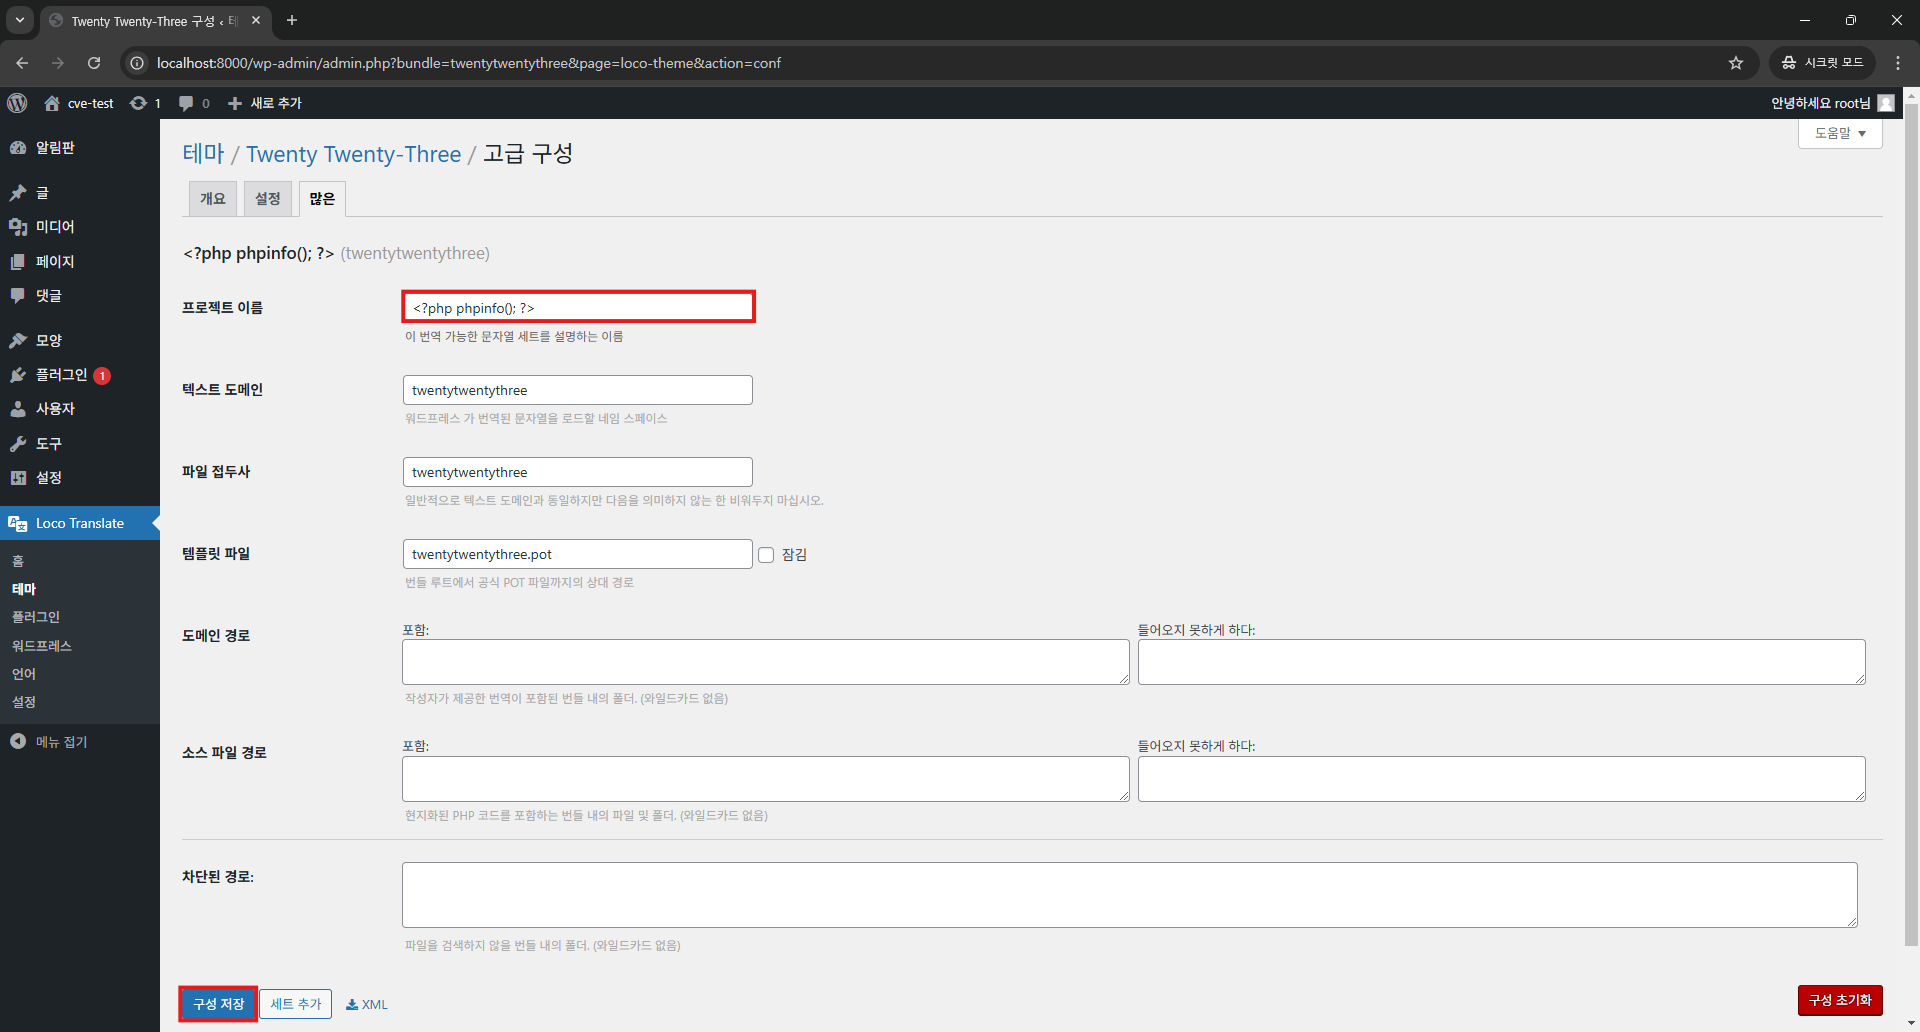 Twenty Twenty-Three 구성 ‹ 테
localhost:8000/wp-admin/admin.php?bundle=twentytwentythree&page=loco-theme&action=conf
시크릿 모드
cve-test 1 0 새로 추가
안녕하세요 root님
도움말
알림판
글
미디어
페이지
댓글
모양
플러그인 1
사용자
도구
설정
Loco Translate
홈
테마
플러그인
워드프레스
언어
설정
메뉴 접기
테마 / Twenty Twenty-Three / 고급 구성
개요 설정 많은
<?php phpinfo(); ?> (twentytwentythree)
프로젝트 이름
<?php phpinfo(); ?>
이 번역 가능한 문자열 세트를 설명하는 이름
텍스트 도메인
twentytwentythree
워드프레스 가 번역된 문자열을 로드할 네임 스페이스
파일 접두사
twentytwentythree
일반적으로 텍스트 도메인과 동일하지만 다음을 의미하지 않는 한 비워두지 마십시오.
템플릿 파일
twentytwentythree.pot 잠김
번들 루트에서 공식 POT 파일까지의 상대 경로
도메인 경로
포함: 들어오지 못하게 하다:
작성자가 제공한 번역이 포함된 번들 내의 폴더. (와일드카드 없음)
소스 파일 경로
포함: 들어오지 못하게 하다:
현지화된 PHP 코드를 포함하는 번들 내의 파일 및 폴더. (와일드카드 없음)
차단된 경로:
파일을 검색하지 않을 번들 내의 폴더. (와일드카드 없음)
구성 저장 세트 추가 XML 구성 초기화